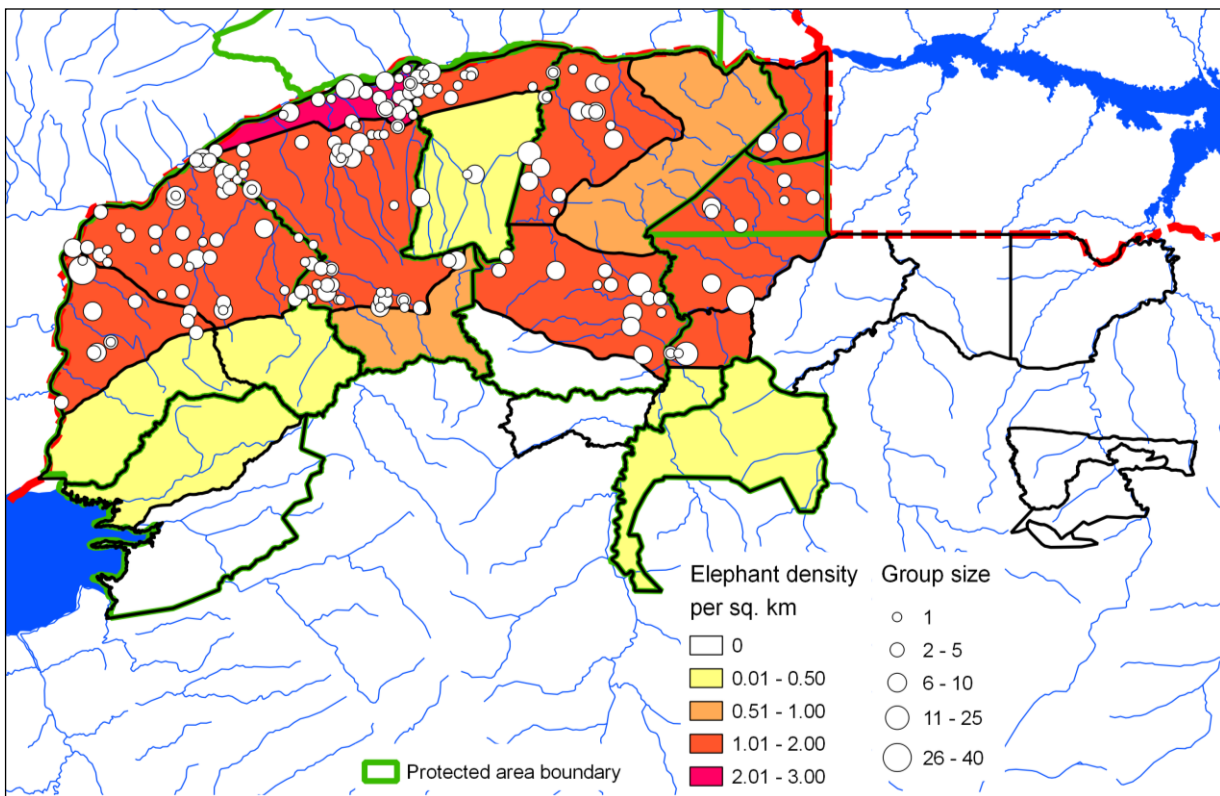 Elephant density
per sq. km
0
0.01 - 0.50
0.51 - 1.00
1.01 - 2.00
2.01 - 3.00
Group size
1
2 - 5
6 - 10
11 - 25
26 - 40
Protected area boundary